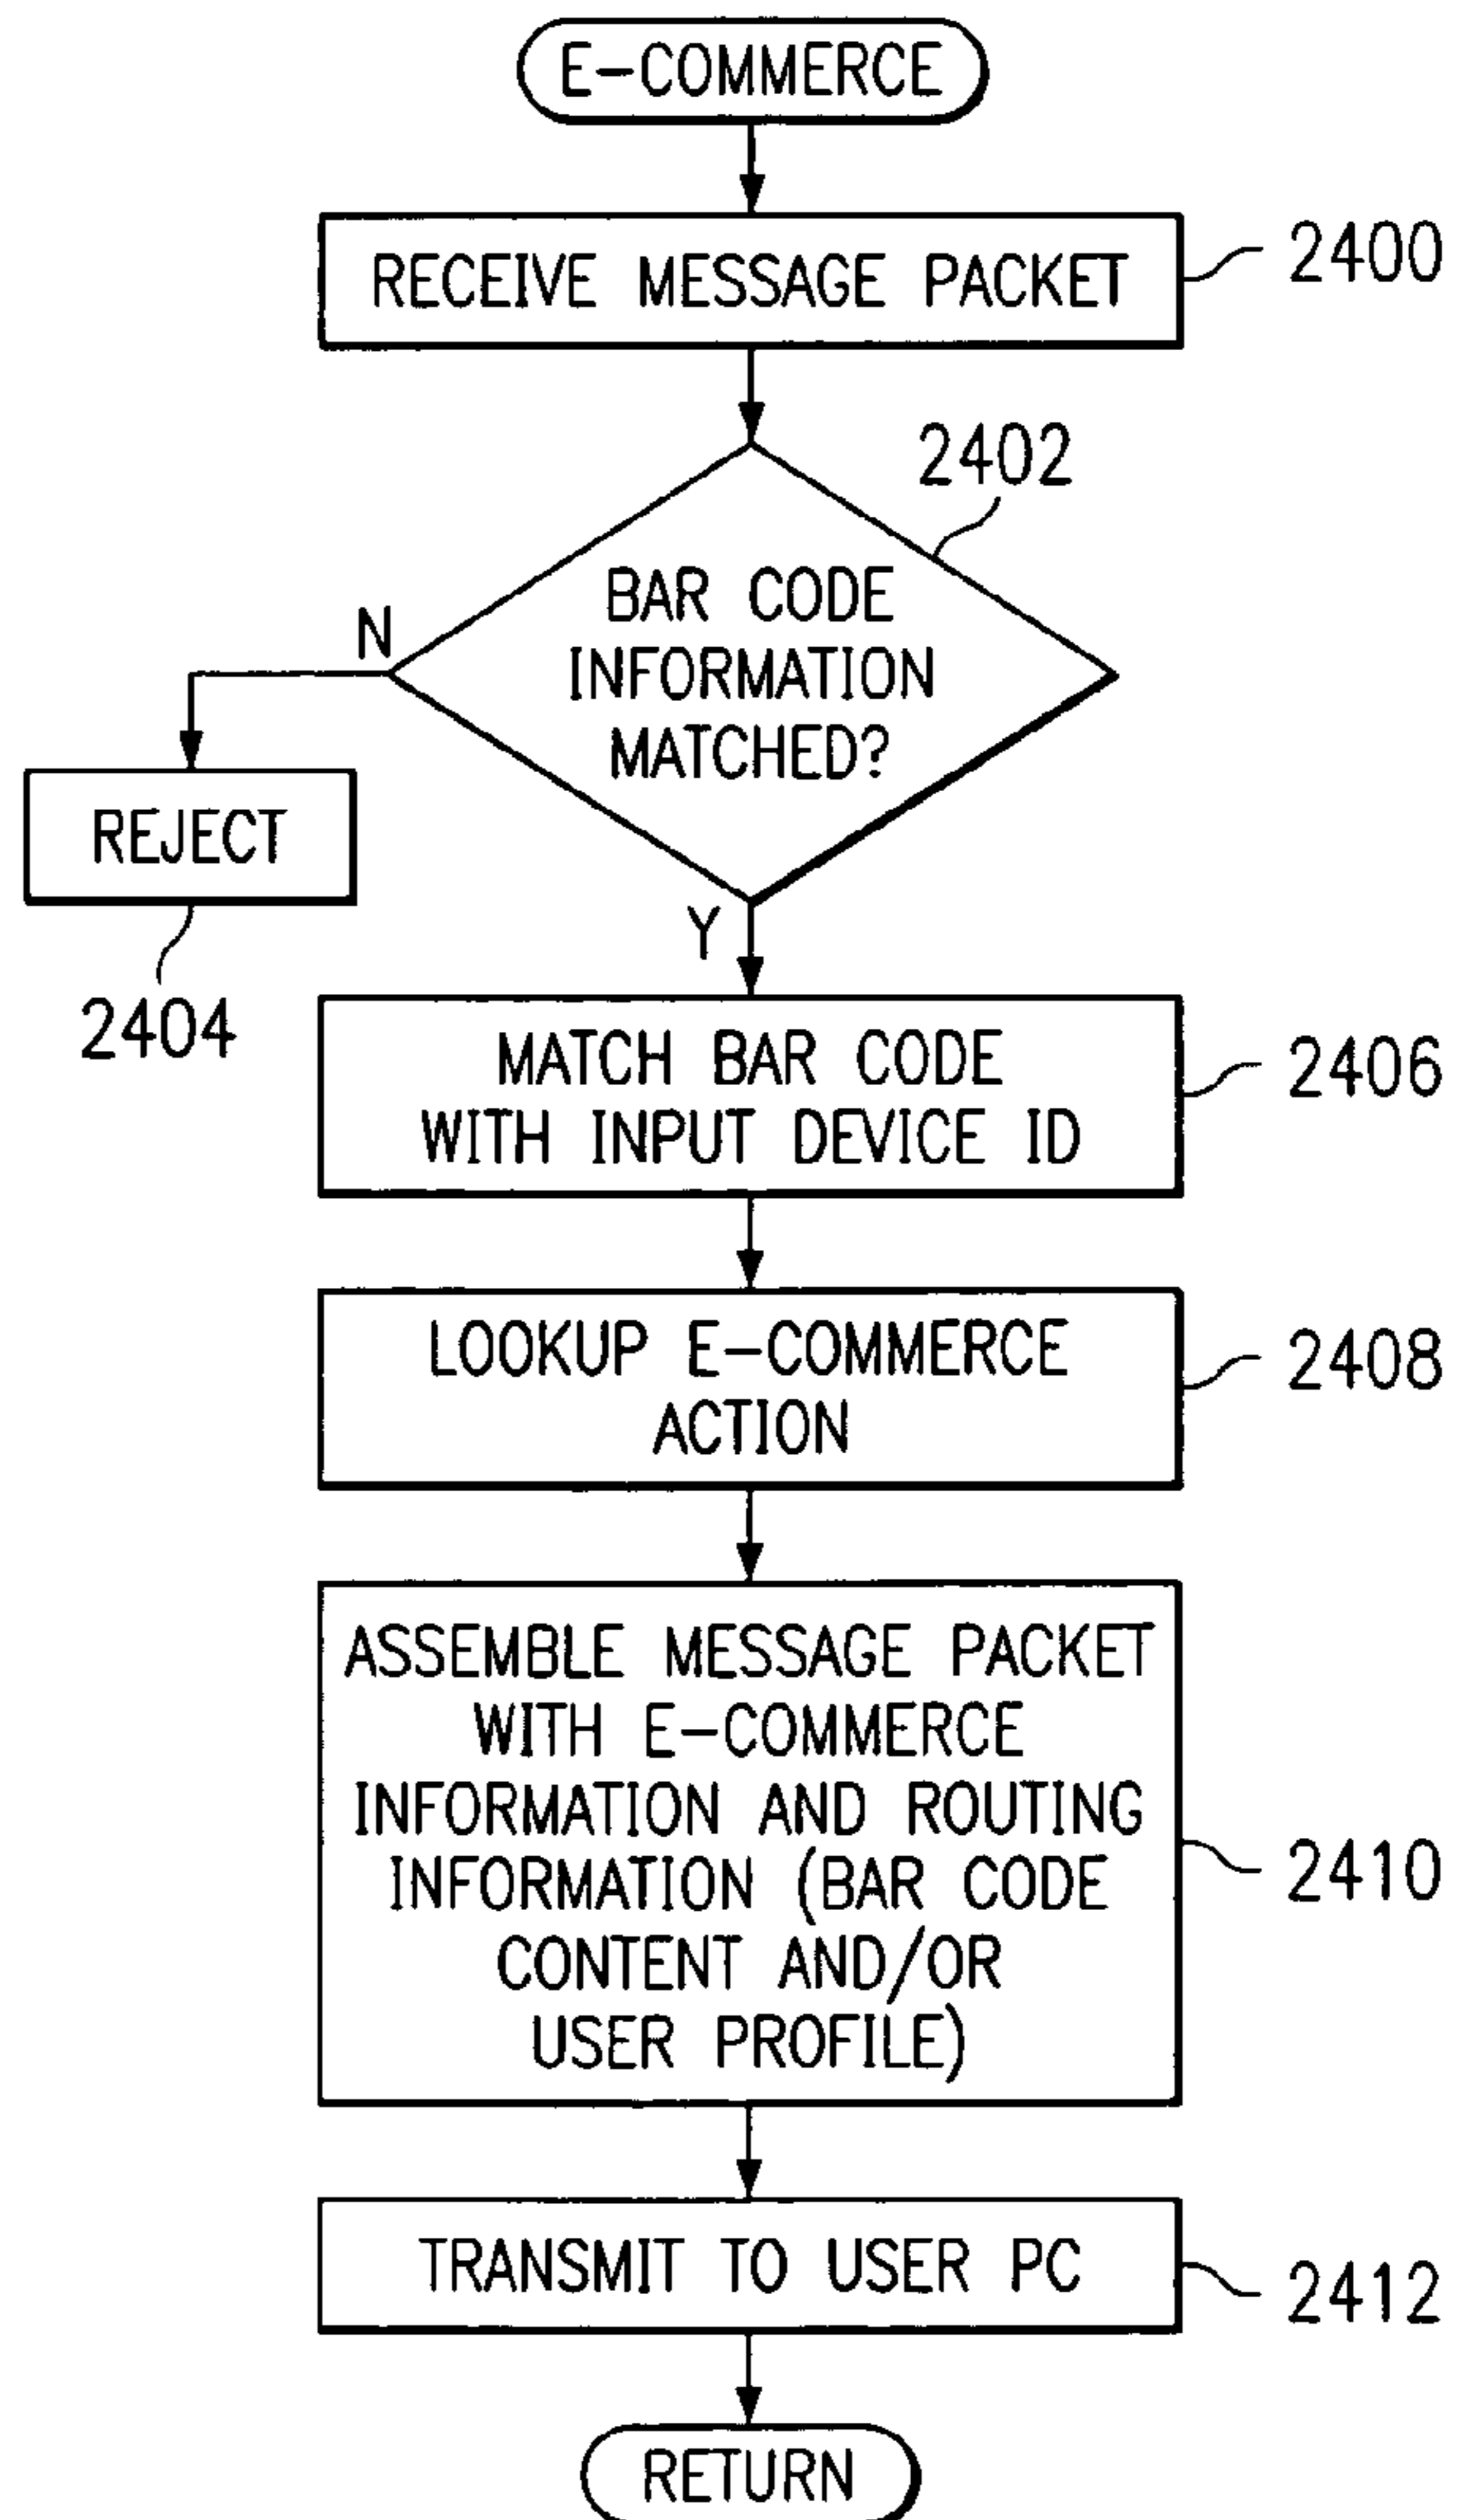 E-COMMERCE
RECEIVE MESSAGE PACKET
2400
2402
BAR CODE
INFORMATION
MATCHED?
N
REJECT
2404
Y
MATCH BAR CODE
WITH INPUT DEVICE ID
2406
LOOKUP E-COMMERCE
ACTION
2408
ASSEMBLE MESSAGE PACKET
WITH E-COMMERCE
INFORMATION AND ROUTING
INFORMATION (BAR CODE
CONTENT AND/OR
USER PROFILE)
2410
TRANSMIT TO USER PC
2412
RETURN